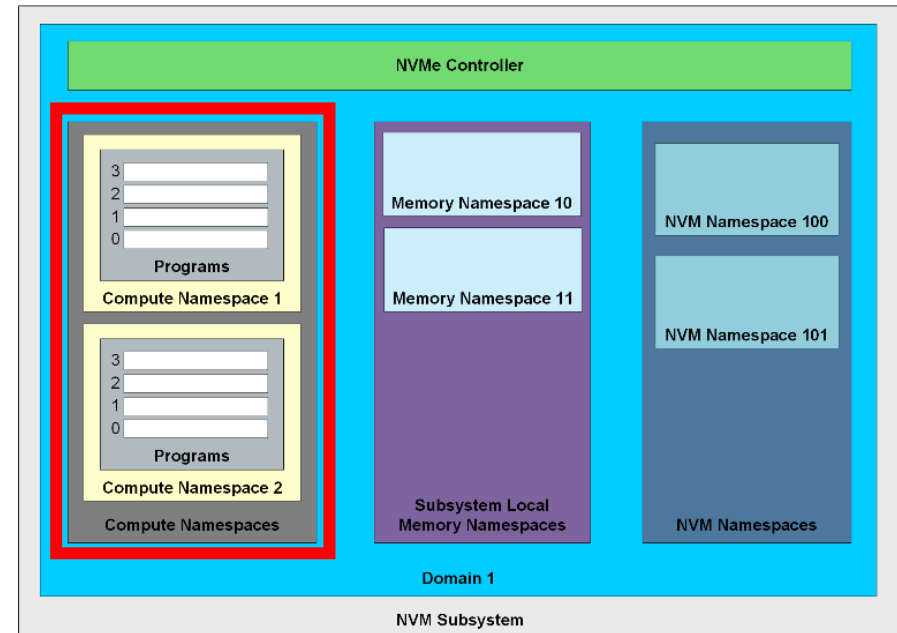 NVMe Controller
3
2
1
0
Programs
Compute Namespace 1
3
2
1
0
Programs
Compute Namespace 2
Compute Namespaces
Memory Namespace 10
Memory Namespace 11
Subsystem Local
Memory Namespaces
NVM Namespace 100
NVM Namespace 101
NVM Namespaces
Domain 1
NVM Subsystem